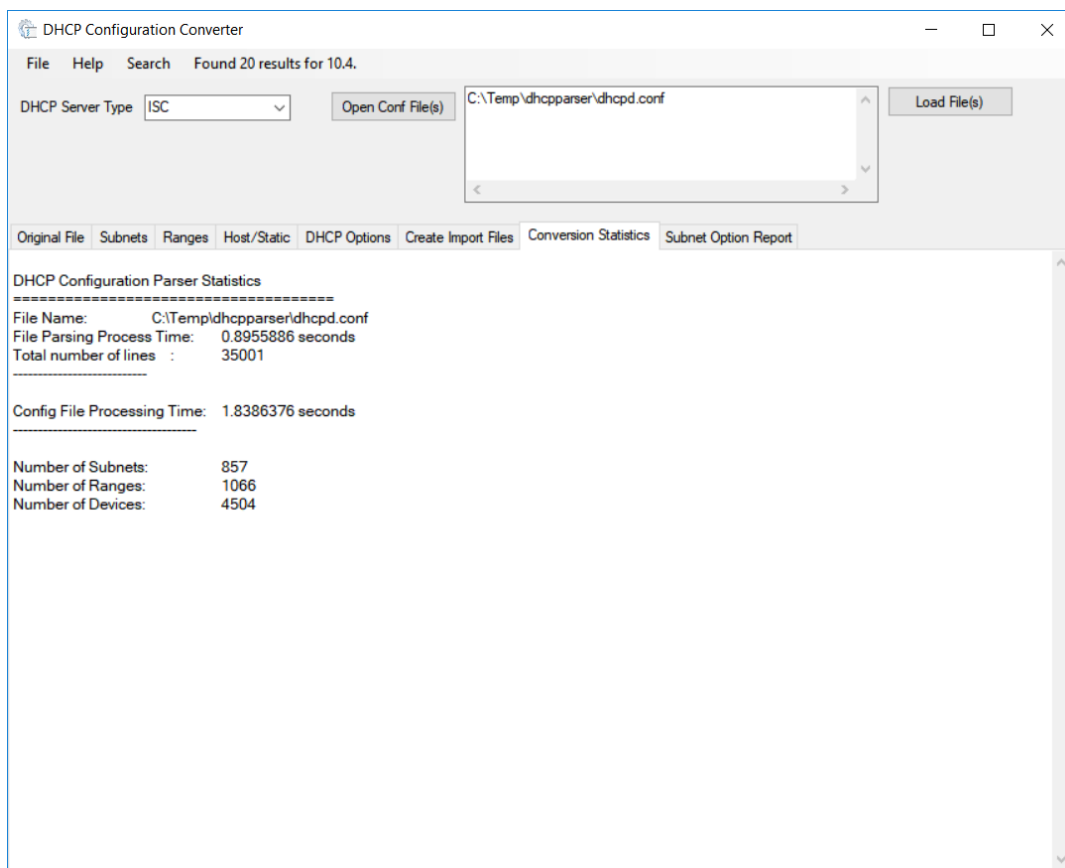 DHCP Configuration Converter
File Help Search Found 20 results for 10.4.
DHCP Server Type ISC Open Conf File(s) C:\Temp\dhcpparser\dhcpd.conf Load File(s)
Original File Subnets Ranges Host/Static DHCP Options Create Import Files Conversion Statistics Subnet Option Report
DHCP Configuration Parser Statistics
=====================================
File Name: C:\Temp\dhcpparser\dhcpd.conf
File Parsing Process Time: 0.8955886 seconds
Total number of lines : 35001
---------------------------
Config File Processing Time: 1.8386376 seconds
-------------------------------------
Number of Subnets: 857
Number of Ranges: 1066
Number of Devices: 4504